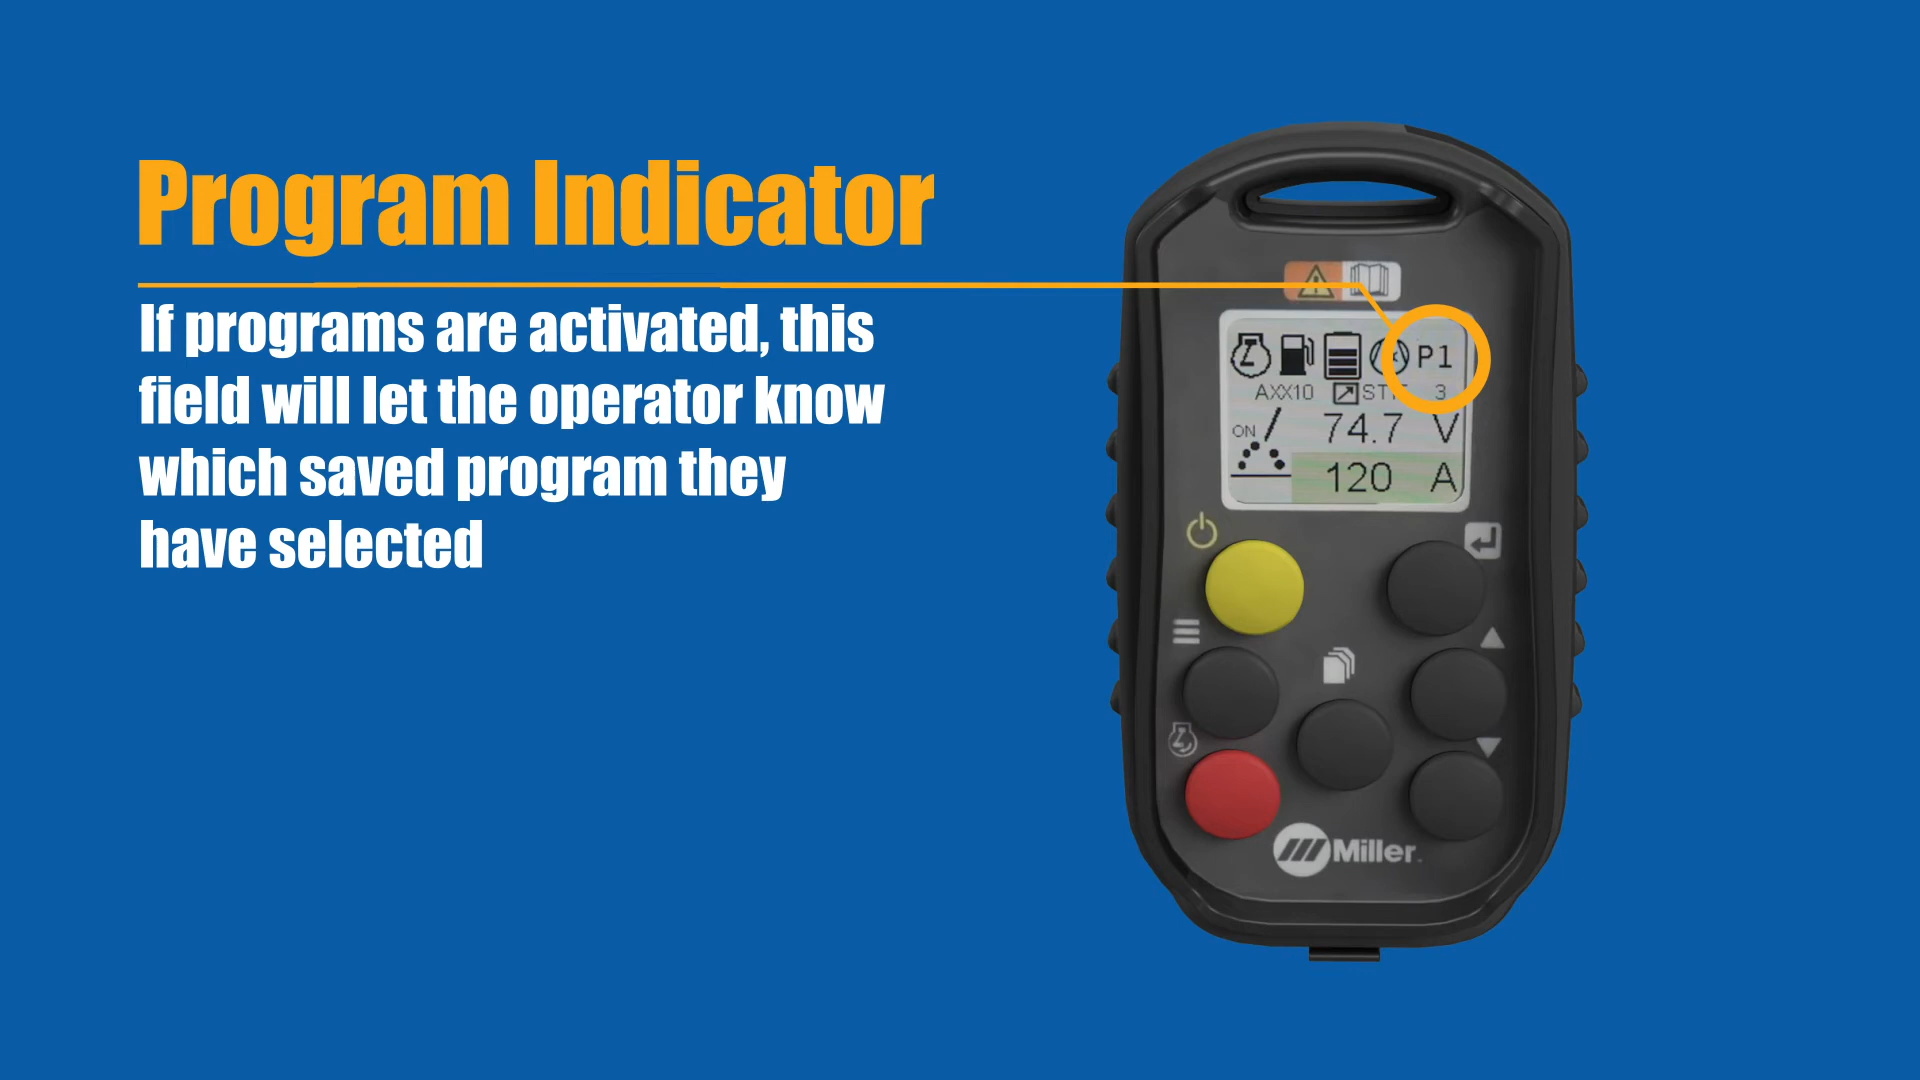 Program Indicator
If programs are activated, this
field will let the operator know
which saved program they
have selected
P1
AXX10
3
ON
74.7 V
120 A
Miller